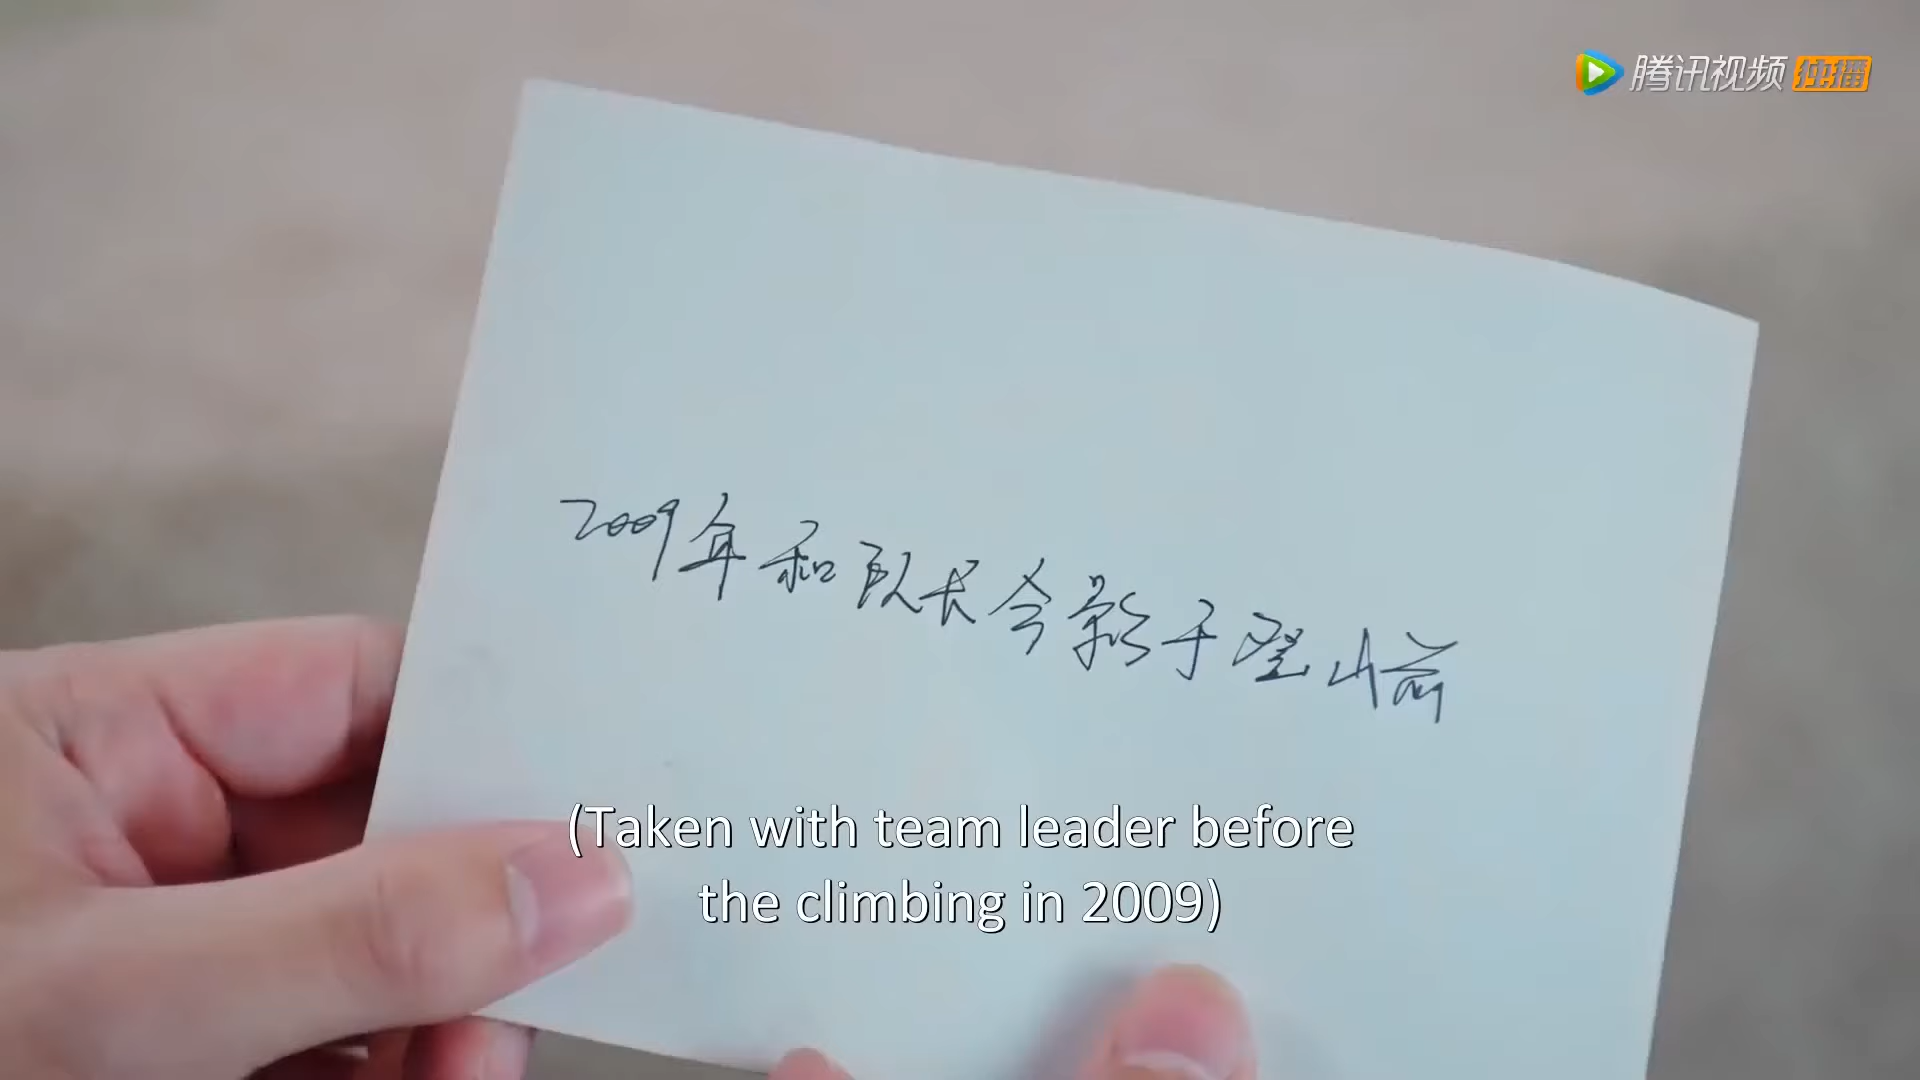 腾讯视频 独播
2009年和队长合影于登山前
(Taken with team leader before
the climbing in 2009)